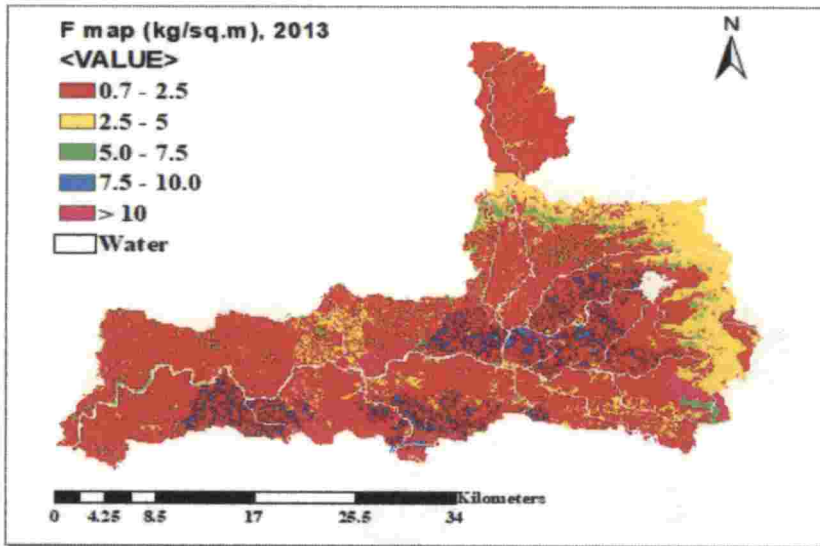 F map (kg/sq.m), 2013
<VALUE>
0.7 - 2.5
2.5 - 5
5.0 - 7.5
7.5 - 10.0
> 10
Water
N
Kilometers
0 4.25 8.5 17 25.5 34